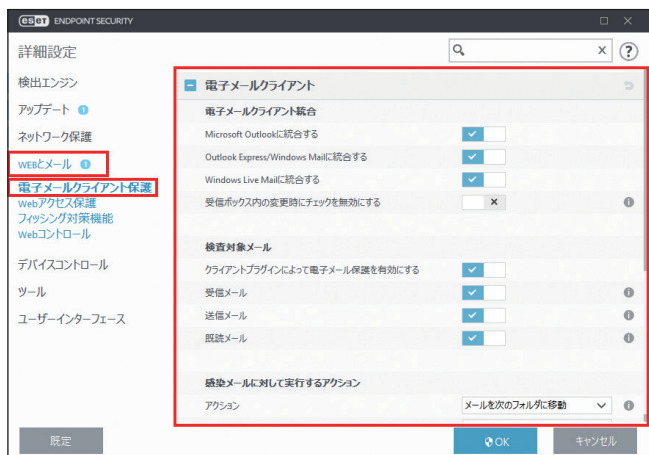 eset ENDPOINT SECURITY
詳細設定
検出エンジン
アップデート 1
ネットワーク保護
WEBとメール 1
電子メールクライアント保護
Webアクセス保護
フィッシング対策機能
Webコントロール
デバイスコントロール
ツール
ユーザーインターフェース
電子メールクライアント
電子メールクライアント統合
Microsoft Outlookに統合する
Outlook Express/Windows Mailに統合する
Windows Live Mailに統合する
受信ボックス内の変更時にチェックを無効にする
検査対象メール
クライアントプラグインによって電子メール保護を有効にする
受信メール
送信メール
既読メール
感染メールに対して実行するアクション
アクション メールを次のフォルダに移動
既定
OK
キャンセル